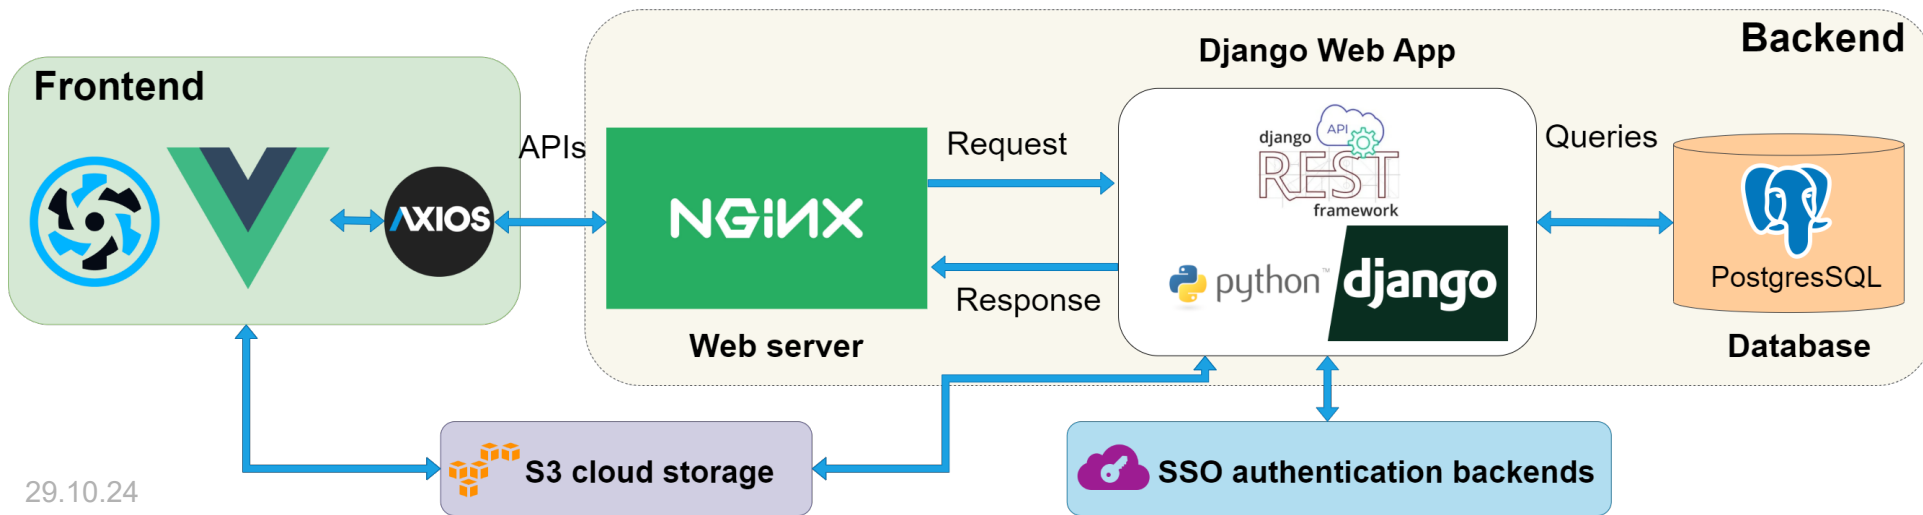 Backend
Django Web App
Frontend
APIs
Request
Queries
django
API
REST
framework
AXIOS
NGINX
python™
django
Response
PostgresSQL
Web server
Database
S3 cloud storage
SSO authentication backends
29.10.24